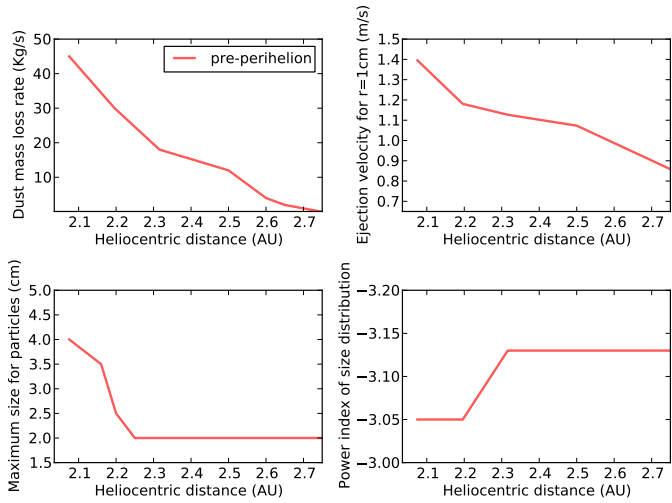 50
40
30
20
10
Dust mass loss rate (Kg/s)
pre-perihelion
2.1 2.2 2.3 2.4 2.5 2.6 2.7
Heliocentric distance (AU)
1.5
1.4
1.3
1.2
1.1
1.0
0.9
0.8
0.7
Ejection velocity for r=1cm (m/s)
2.1 2.2 2.3 2.4 2.5 2.6 2.7
Heliocentric distance (AU)
5.0
4.5
4.0
3.5
3.0
2.5
2.0
1.5
Maximum size for particles (cm)
2.1 2.2 2.3 2.4 2.5 2.6 2.7
Heliocentric distance (AU)
−3.20
−3.15
−3.10
−3.05
−3.00
Power index of size distribution
2.1 2.2 2.3 2.4 2.5 2.6 2.7
Heliocentric distance (AU)